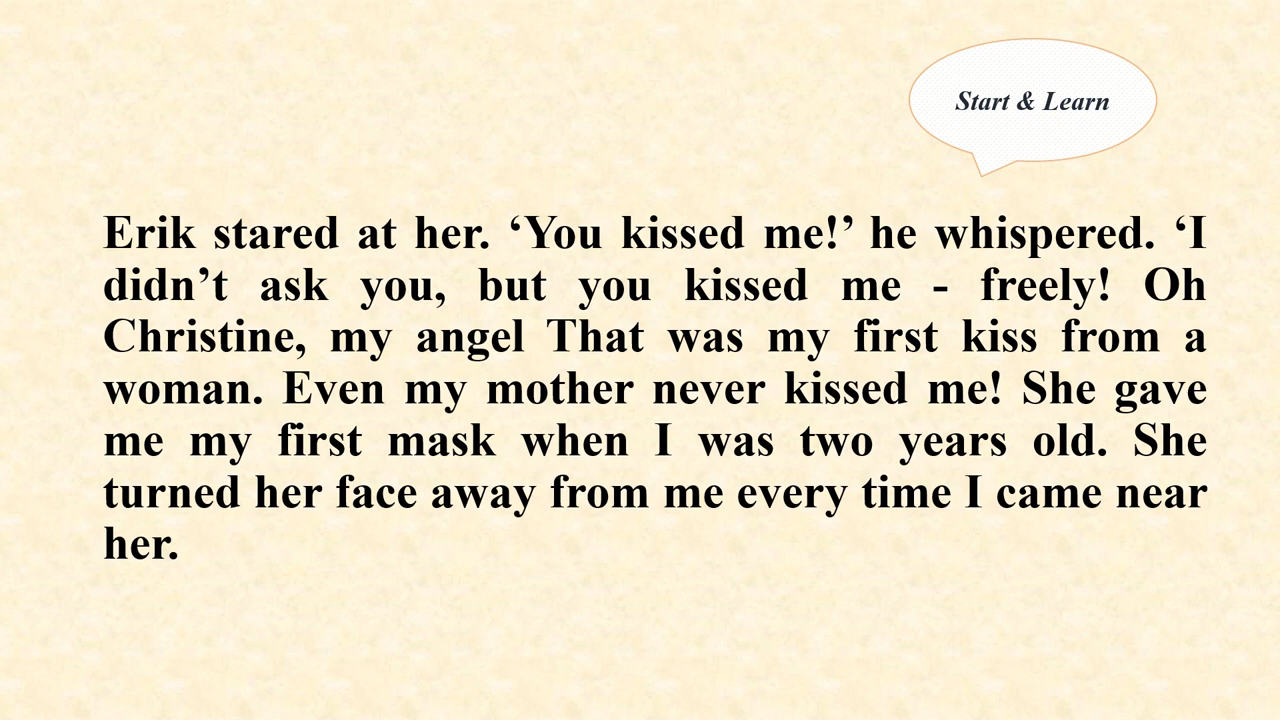 Start & Learn
Erik stared at her. ‘You kissed me!’ he whispered. ‘I
didn’t ask you, but you kissed me - freely! Oh
Christine, my angel That was my first kiss from a
woman. Even my mother never kissed me! She gave
me my first mask when I was two years old. She
turned her face away from me every time I came near
her.